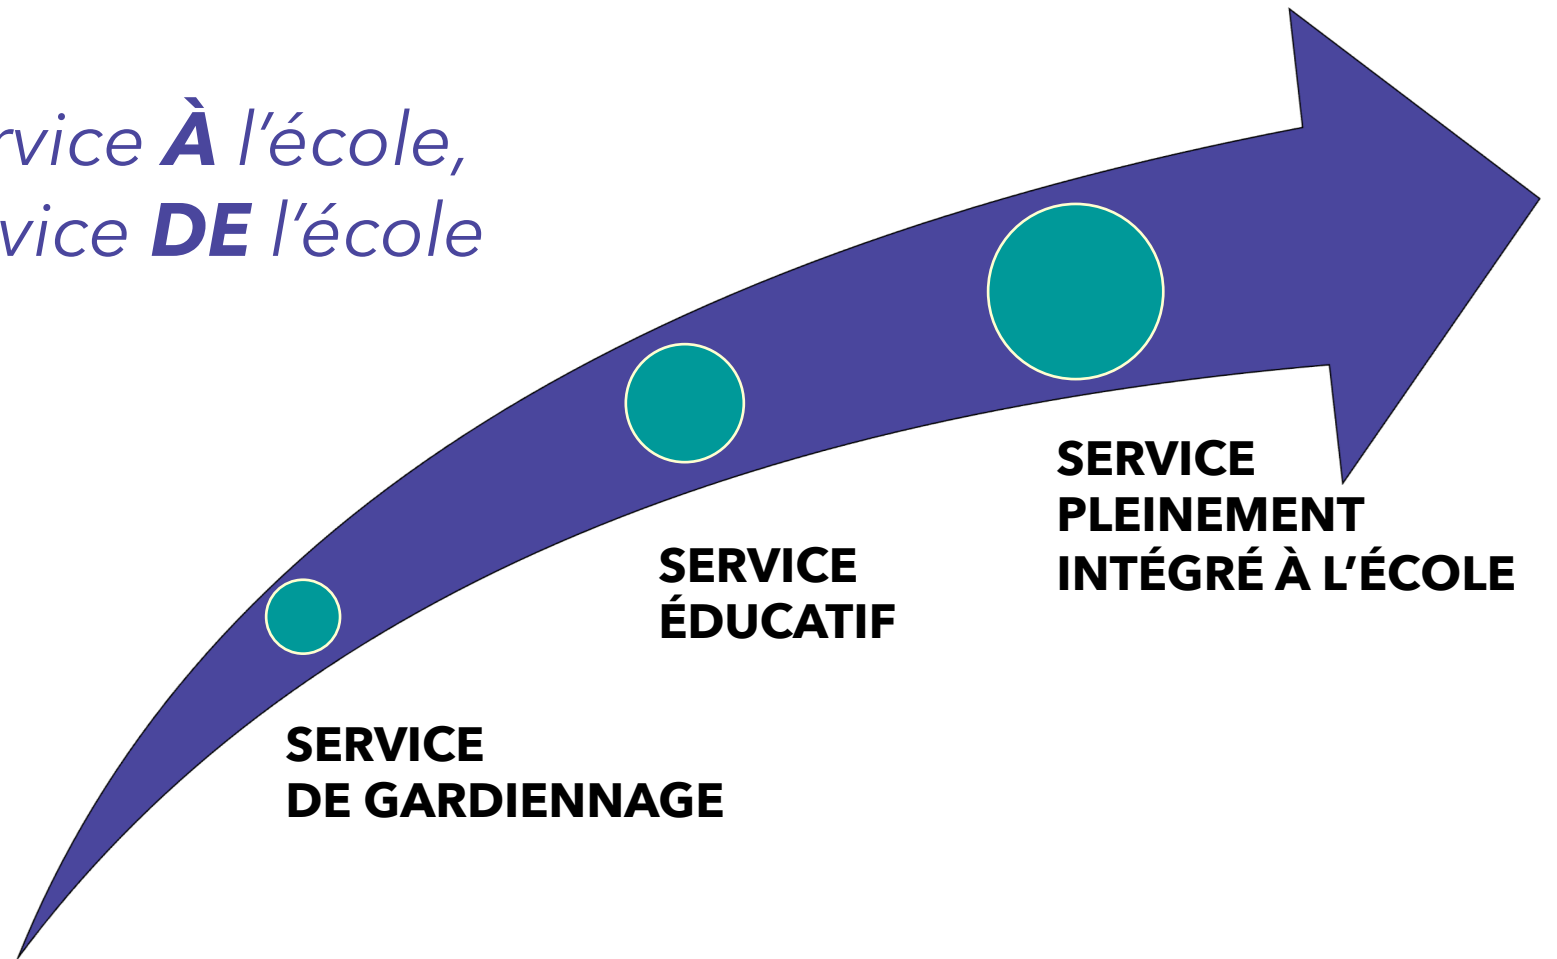 rvice À l’école,
vice DE l’école
SERVICE
PLEINEMENT
INTÉGRÉ À L’ÉCOLE
SERVICE
ÉDUCATIF
SERVICE
DE GARDIENNAGE